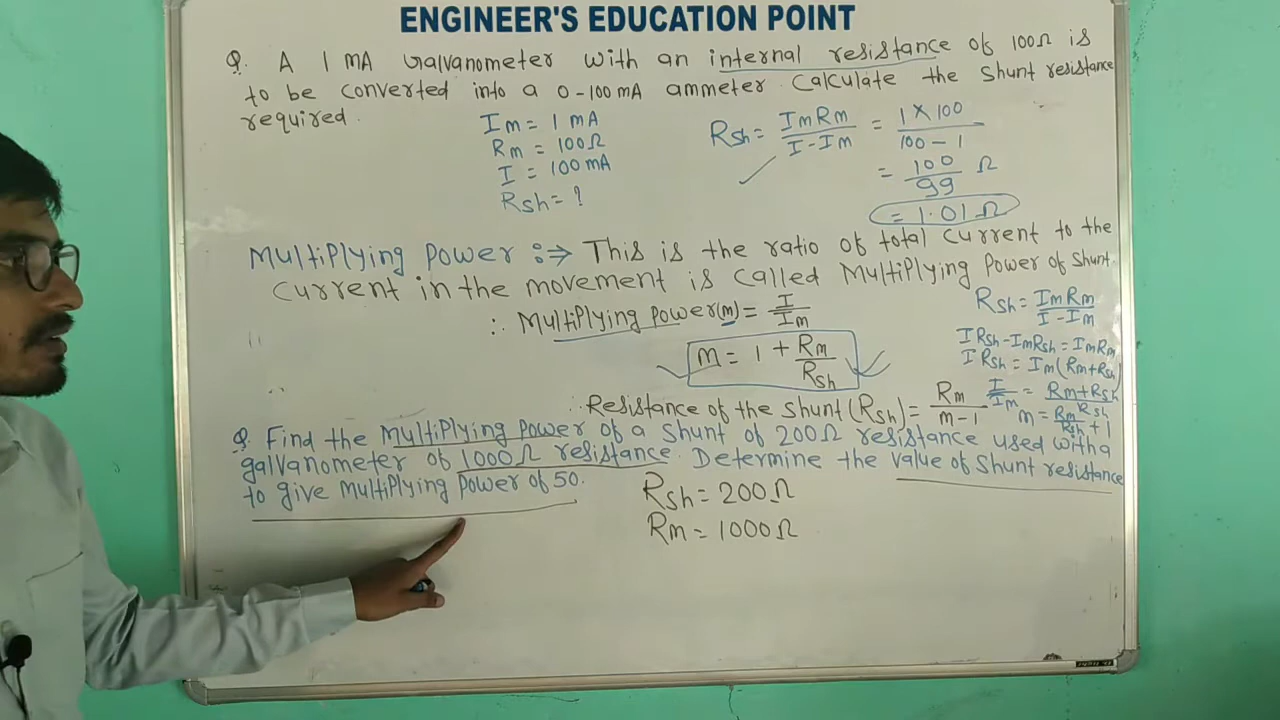 ENGINEER'S EDUCATION POINT
Q. A 1 mA Galvanometer with an internal resistance of 100Ω is
to be converted into a 0-100mA ammeter. Calculate the shunt resistance
required.
Im = 1 mA
Rm = 100Ω
I = 100mA
Rsh = ?
Rsh = ImRm / I-Im = 1×100 / 100-1
= 100/99 Ω
= 1.01 Ω
Multiplying Power :⇒ This is the ratio of total current to the
current in the movement is called Multiplying Power of Shunt.
∴ Multiplying power(m) = I/Im
m = 1 + Rm/Rsh
Rsh = ImRm / I-Im
IRsh-ImRsh = ImRm
IRsh = Im(Rm+Rsh)
I/Im = Rm+Rsh / Rsh
m = Rm/Rsh + 1
∴ Resistance of the Shunt (Rsh) = Rm / m-1
Q. Find the Multiplying power of a Shunt of 200Ω resistance used with a
galvanometer of 1000Ω resistance. Determine the value of Shunt resistance
to give Multiplying power of 50.
Rsh = 200Ω
Rm = 1000Ω